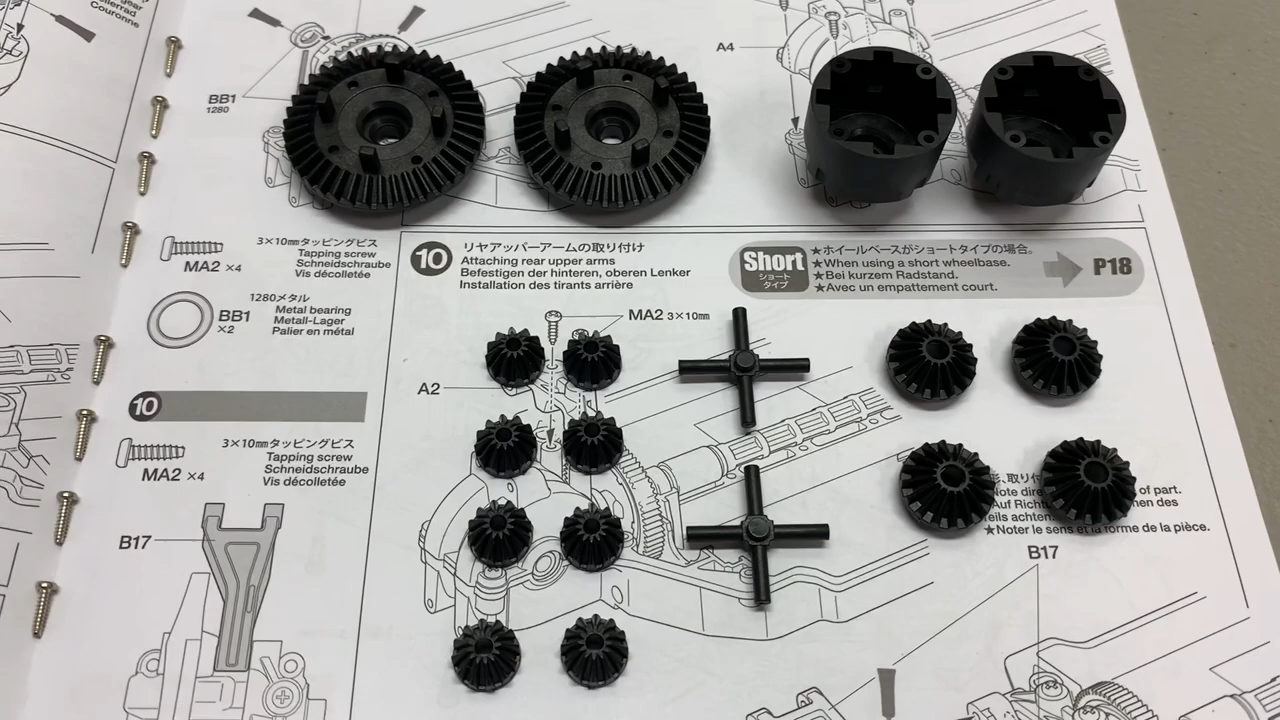 gear
Couronne
BB1
1280
A4
3×10mmタッピングビス
Tapping screw
Schneidschraube
Vis décolletée
MA2 ×4
1280メタル
Metal bearing
Metall-Lager
Palier en métal
BB1
×2
10
3×10mmタッピングビス
Tapping screw
Schneidschraube
Vis décolletée
MA2 ×4
B17
10
リヤアッパーアームの取り付け
Attaching rear upper arms
Befestigen der hinteren, oberen Lenker
Installation des tirants arrière
Short
ショート
タイプ
★ホイールベースがショートタイプの場合。
★When using a short wheelbase.
★Bei kurzem Radstand.
★Avec un empattement court.
P18
MA2 3×10mm
A2
of part.
Auf
achten.
★Noter le sens et la forme de la pièce.
B17